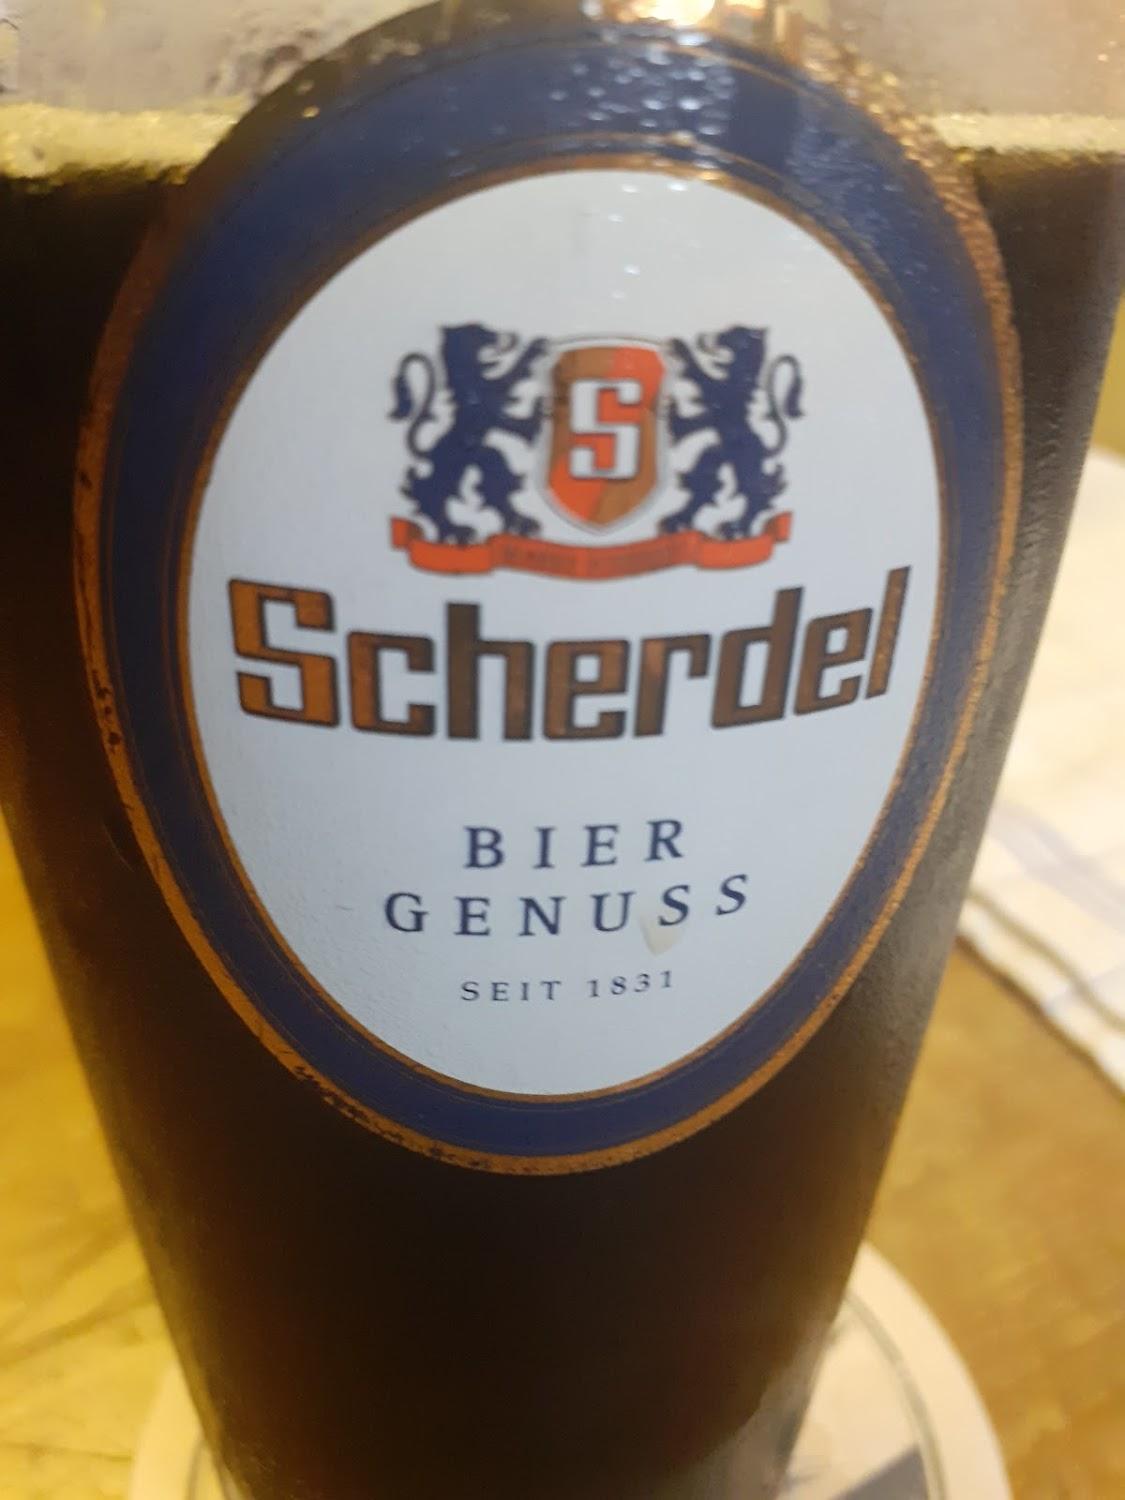 S
Scherdel
BIER
GENUSS
SEIT 1831